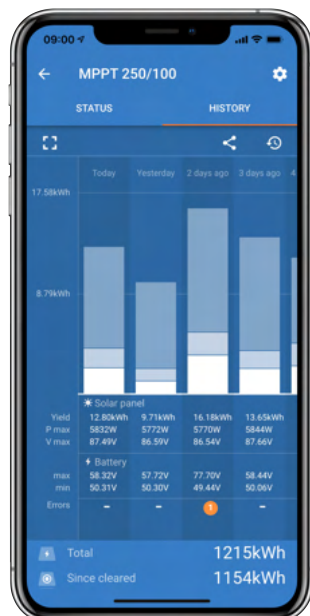 09:00
MPPT 250/100
STATUS HISTORY
Today Yesterday 2 days ago 3 days ago 4
17.58kWh
8.79kWh
Solar panel
Yield 12.80kWh 9.71kWh 16.18kWh 13.65kWh
P max 5832W 5772W 5770W 5844W
V max 87.49V 86.59V 86.54V 87.66V
Battery
max 58.32V 57.72V 77.70V 58.44V
min 50.31V 50.30V 49.44V 50.06V
Errors – – 1 –
Total 1215kWh
Since cleared 1154kWh